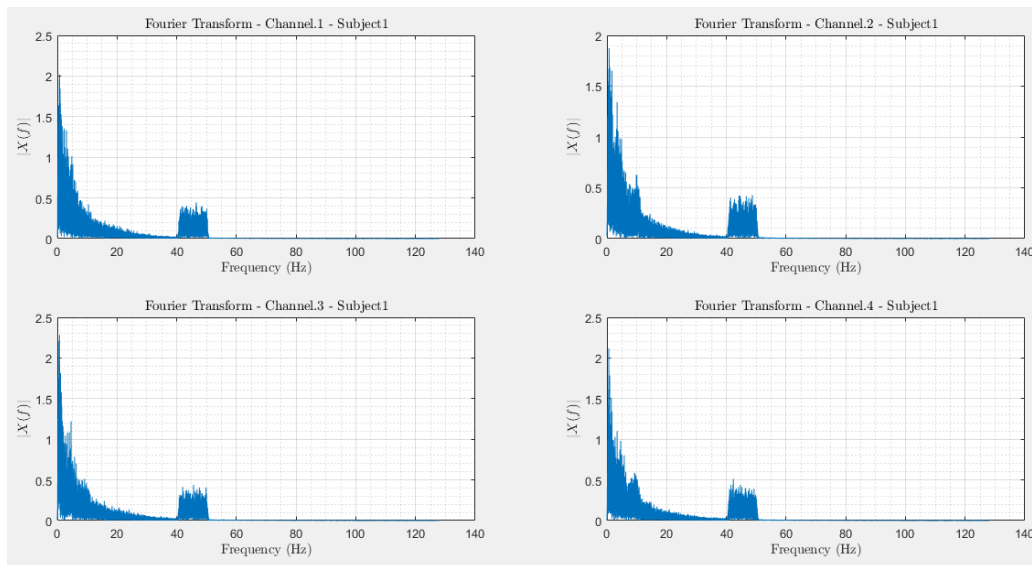 Fourier Transform - Channel.1 - Subject1
2.5
2
1.5
1
0.5
0
|X(f)|
0 20 40 60 80 100 120 140
Frequency (Hz)
Fourier Transform - Channel.2 - Subject1
2
1.5
1
0.5
0
|X(f)|
0 20 40 60 80 100 120 140
Frequency (Hz)
Fourier Transform - Channel.3 - Subject1
2.5
2
1.5
1
0.5
0
|X(f)|
0 20 40 60 80 100 120 140
Frequency (Hz)
Fourier Transform - Channel.4 - Subject1
2.5
2
1.5
1
0.5
0
|X(f)|
0 20 40 60 80 100 120 140
Frequency (Hz)